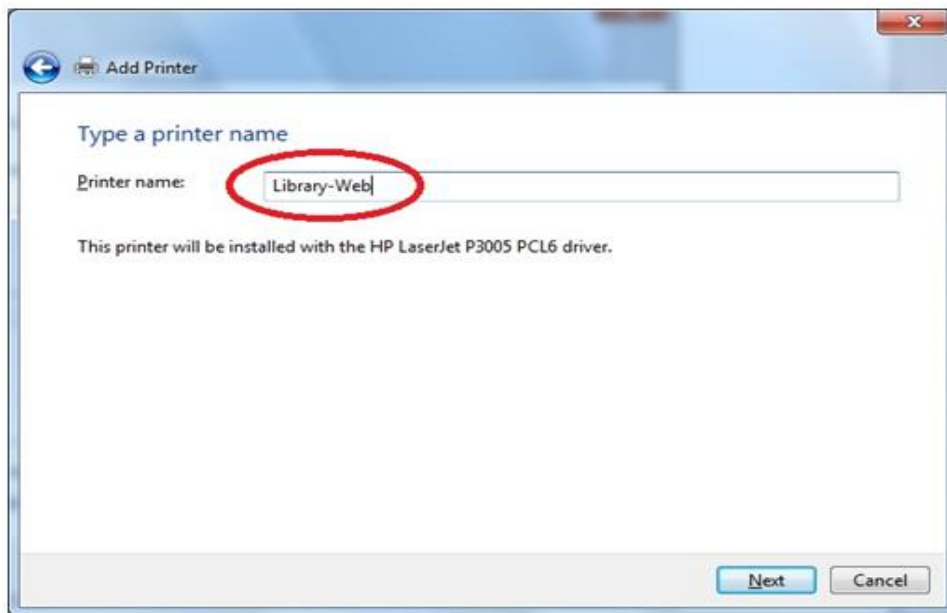 Add Printer
Type a printer name
Printer name: Library-Web
This printer will be installed with the HP LaserJet P3005 PCL6 driver.
Next Cancel